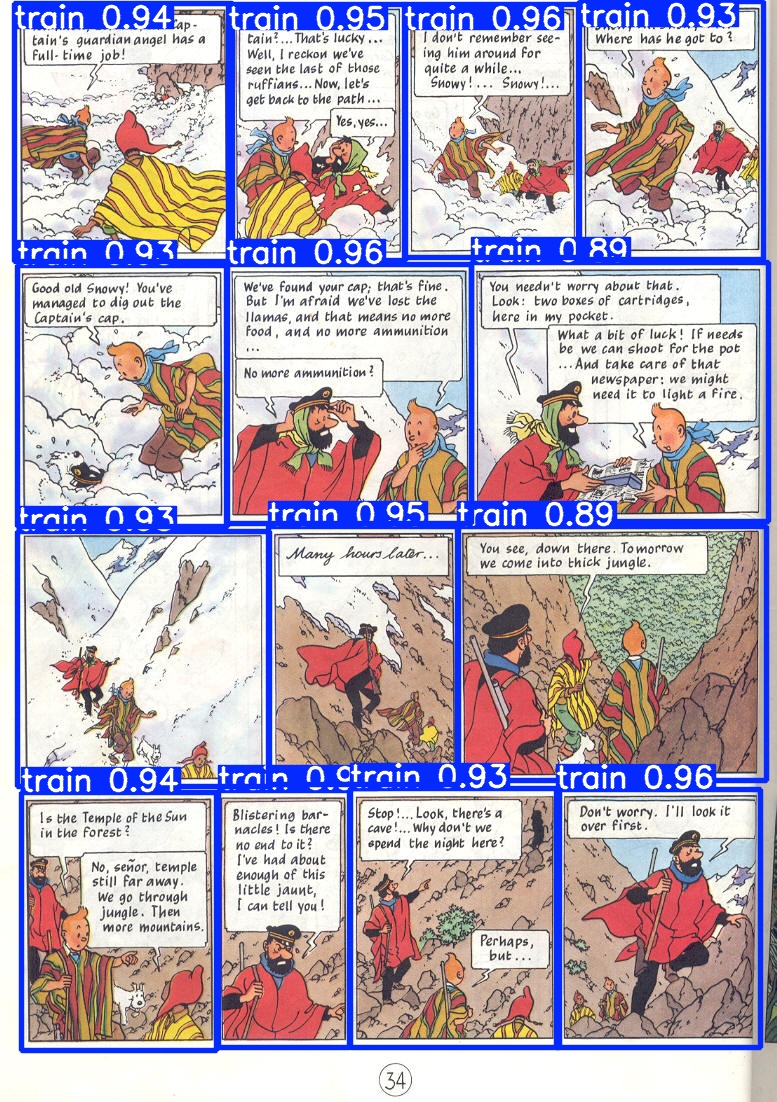 train 0.94
train 0.95
train 0.96
train 0.93
tain's guardian angel has a
full-time job!
tain?...That's lucky...
Well, I reckon we've
seen the last of those
ruffians...Now, let's
get back to the path...
Yes, yes...
I don't remember see-
ing him around for
quite a while...
Snowy!... Snowy!...
Where has he got to?
train 0.93
train 0.96
train 0.89
Good old Snowy! You've
managed to dig out the
Captain's cap.
We've found your cap; that's fine.
But I'm afraid we've lost the
llamas, and that means no more
food, and no more ammunition
...
No more ammunition?
You needn't worry about that.
Look: two boxes of cartridges,
here in my pocket.
What a bit of luck! If needs
be we can shoot for the pot
...And take care of that
newspaper: we might
need it to light a fire.
train 0.93
train 0.95
train 0.89
Many hours later...
You see, down there. Tomorrow
we come into thick jungle.
train 0.94
train
train 0.93
train 0.96
Is the Temple of the Sun
in the forest?
No, señor, temple
still far away.
We go through
jungle. Then
more mountains.
Blistering bar-
nacles! Is there
no end to it?
I've had about
enough of this
little jaunt,
I can tell you!
Stop!... Look, there's a
cave!... Why don't we
spend the night here?
Perhaps,
but...
Don't worry. I'll look it
over first.
34